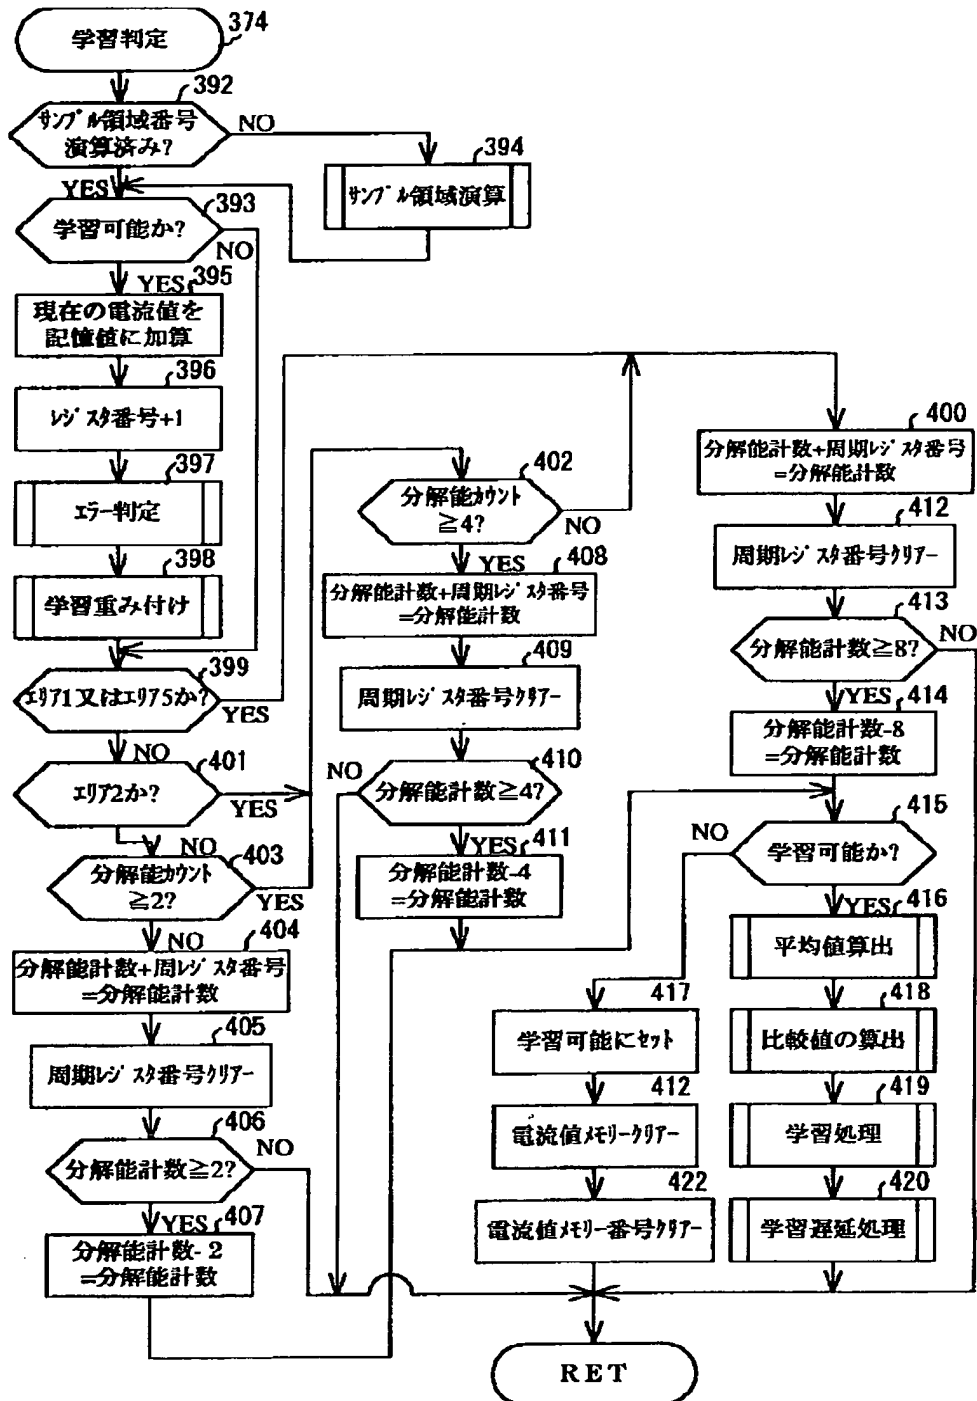 学習判定
374
392
サンプル領域番号
演算済み?
NO
YES
394
サンプル領域演算
393
学習可能か?
NO
YES
395
現在の電流値を
記憶値に加算
396
レジスタ番号+1
397
エラー判定
398
学習重み付け
399
エリア1又はエリア5か?
YES
NO
401
エリア2か?
YES
NO
403
分解能カウント
≧2?
YES
NO
404
分解能計数+周レジスタ番号
=分解能計数
405
周期レジスタ番号クリアー
406
分解能計数≧2?
NO
YES
407
分解能計数-2
=分解能計数
402
分解能カウント
≧4?
NO
YES
408
分解能計数+周期レジスタ番号
=分解能計数
409
周期レジスタ番号クリアー
410
NO
分解能計数≧4?
YES
411
分解能計数-4
=分解能計数
400
分解能計数+周期レジスタ番号
=分解能計数
412
周期レジスタ番号クリアー
413
分解能計数≧8?
NO
YES
414
分解能計数-8
=分解能計数
415
NO
学習可能か?
YES
416
平均値算出
417
学習可能にセット
418
比較値の算出
412
電流値メモリークリアー
419
学習処理
422
電流値メモリー番号クリアー
420
学習遅延処理
RET